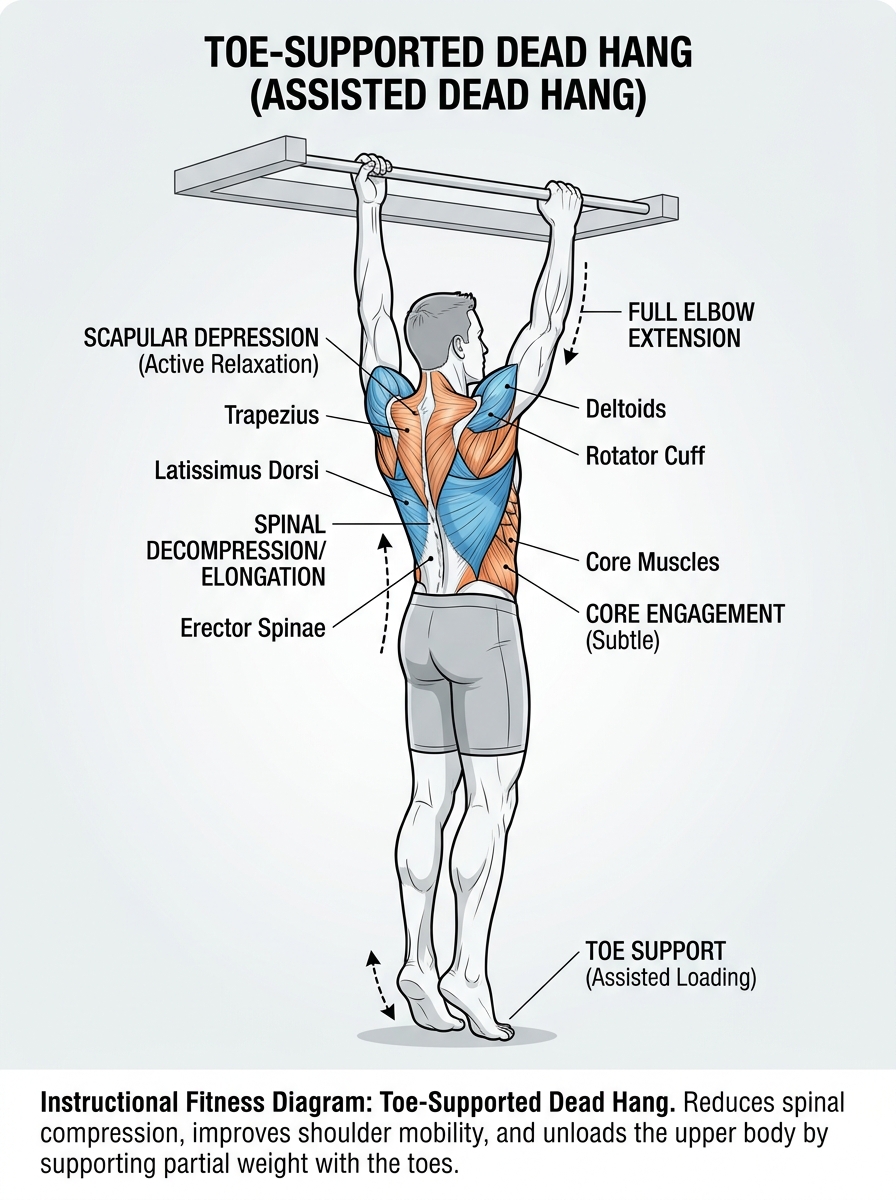 TOE-SUPPORTED DEAD HANG
(ASSISTED DEAD HANG)
SCAPULAR DEPRESSION
(Active Relaxation)
Trapezius
Latissimus Dorsi
SPINAL
DECOMPRESSION/
ELONGATION
Erector Spinae
FULL ELBOW
EXTENSION
Deltoids
Rotator Cuff
Core Muscles
CORE ENGAGEMENT
(Subtle)
TOE SUPPORT
(Assisted Loading)
Instructional Fitness Diagram: Toe-Supported Dead Hang. Reduces spinal
compression, improves shoulder mobility, and unloads the upper body by
supporting partial weight with the toes.